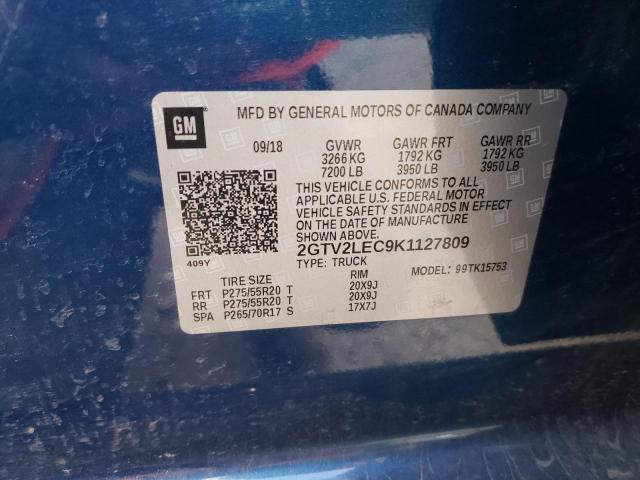 GM
MFD BY GENERAL MOTORS OF CANADA COMPANY
09/18 GVWR GAWR FRT GAWR RR
3266 KG 1792 KG 1792 KG
7200 LB 3950 LB 3950 LB
THIS VEHICLE CONFORMS TO ALL
APPLICABLE U.S. FEDERAL MOTOR
VEHICLE SAFETY STANDARDS IN EFFECT
ON THE DATE OF MANUFACTURE
SHOWN ABOVE.
409Y 2GTV2LEC9K1127809
TYPE: TRUCK MODEL: 99TK15753
TIRE SIZE RIM
FRT P275/55R20 T 20X9J
RR P275/55R20 T 20X9J
SPA P265/70R17 S 17X7J